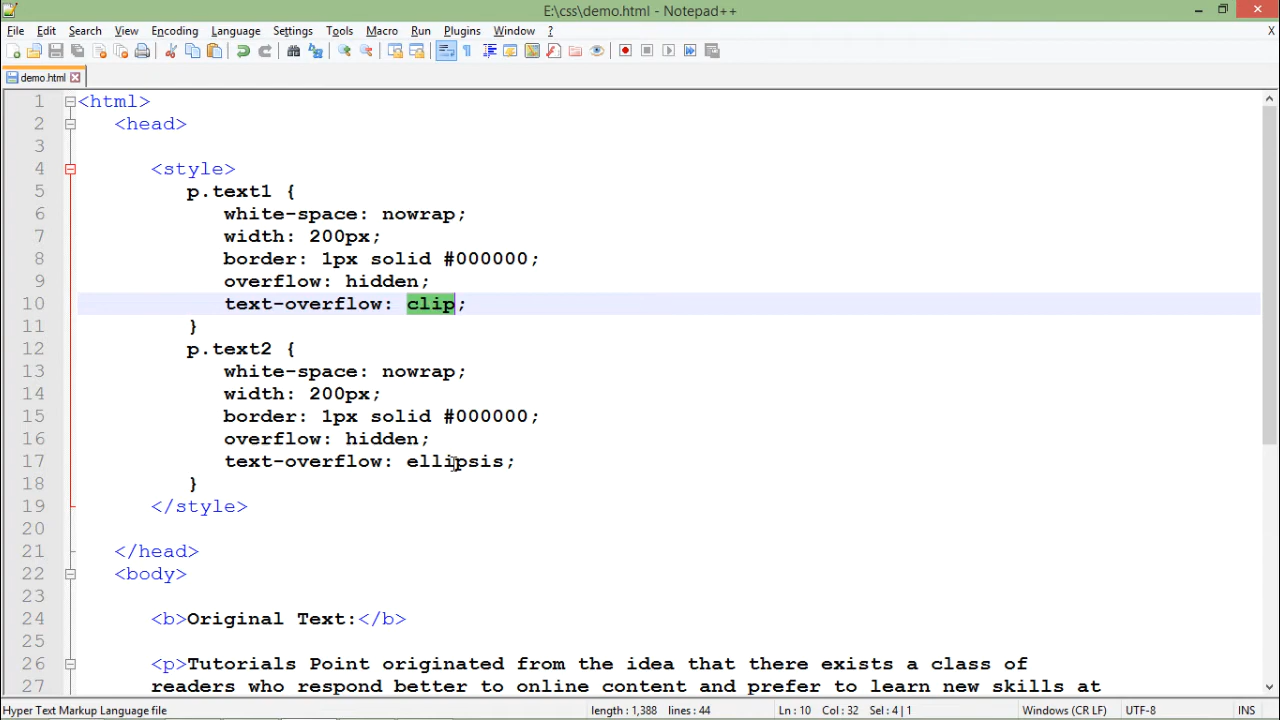 E:\css\demo.html - Notepad++
File Edit Search View Encoding Language Settings Tools Macro Run Plugins Window ? X
demo.html
1 <html>
2 <head>
3
4 <style>
5 p.text1 {
6 white-space: nowrap;
7 width: 200px;
8 border: 1px solid #000000;
9 overflow: hidden;
10 text-overflow: clip;
11 }
12 p.text2 {
13 white-space: nowrap;
14 width: 200px;
15 border: 1px solid #000000;
16 overflow: hidden;
17 text-overflow: ellipsis;
18 }
19 </style>
20
21 </head>
22 <body>
23
24 <b>Original Text:</b>
25
26 <p>Tutorials Point originated from the idea that there exists a class of
27 readers who respond better to online content and prefer to learn new skills at
Hyper Text Markup Language file length : 1,388 lines : 44 Ln : 10 Col : 32 Sel : 4 | 1 Windows (CR LF) UTF-8 INS